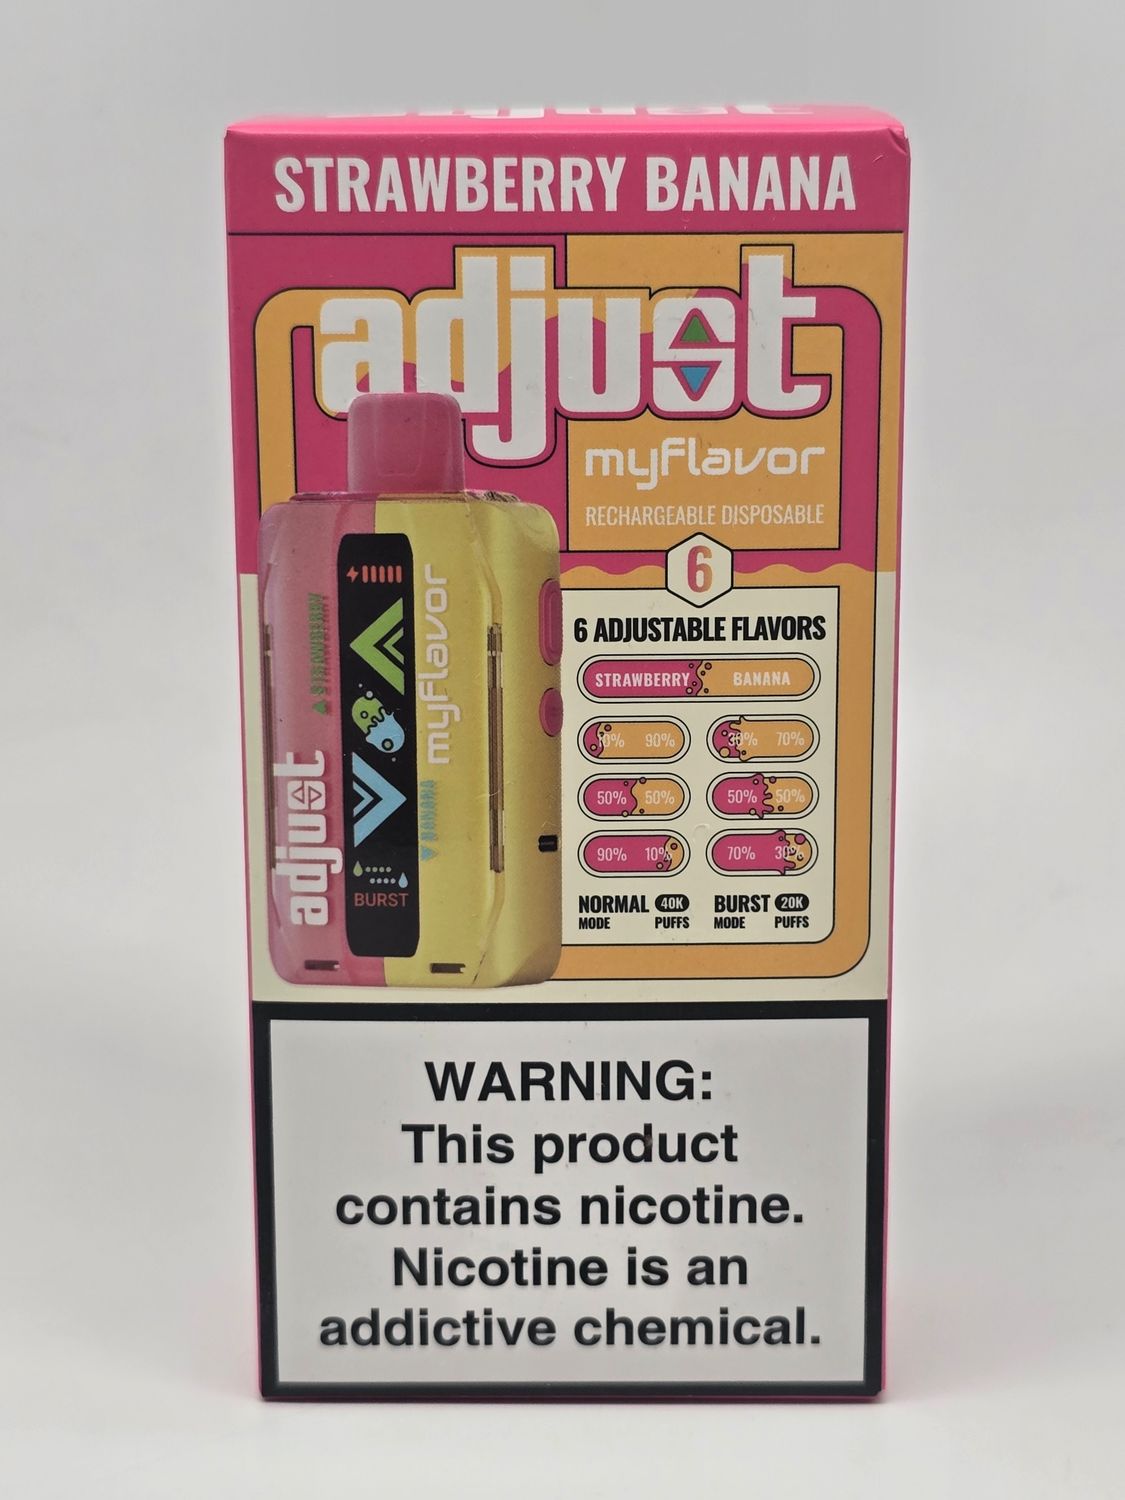 STRAWBERRY BANANA
adjust
myFlavor
RECHARGEABLE DISPOSABLE
6
6 ADJUSTABLE FLAVORS
STRAWBERRY BANANA
10% 90% 30% 70%
50% 50% 50% 50%
90% 10% 70% 30%
NORMAL 40K BURST 20K
MODE PUFFS MODE PUFFS
STRAWBERRY
adjust
myFlavor
BANANA
BURST
WARNING:
This product
contains nicotine.
Nicotine is an
addictive chemical.